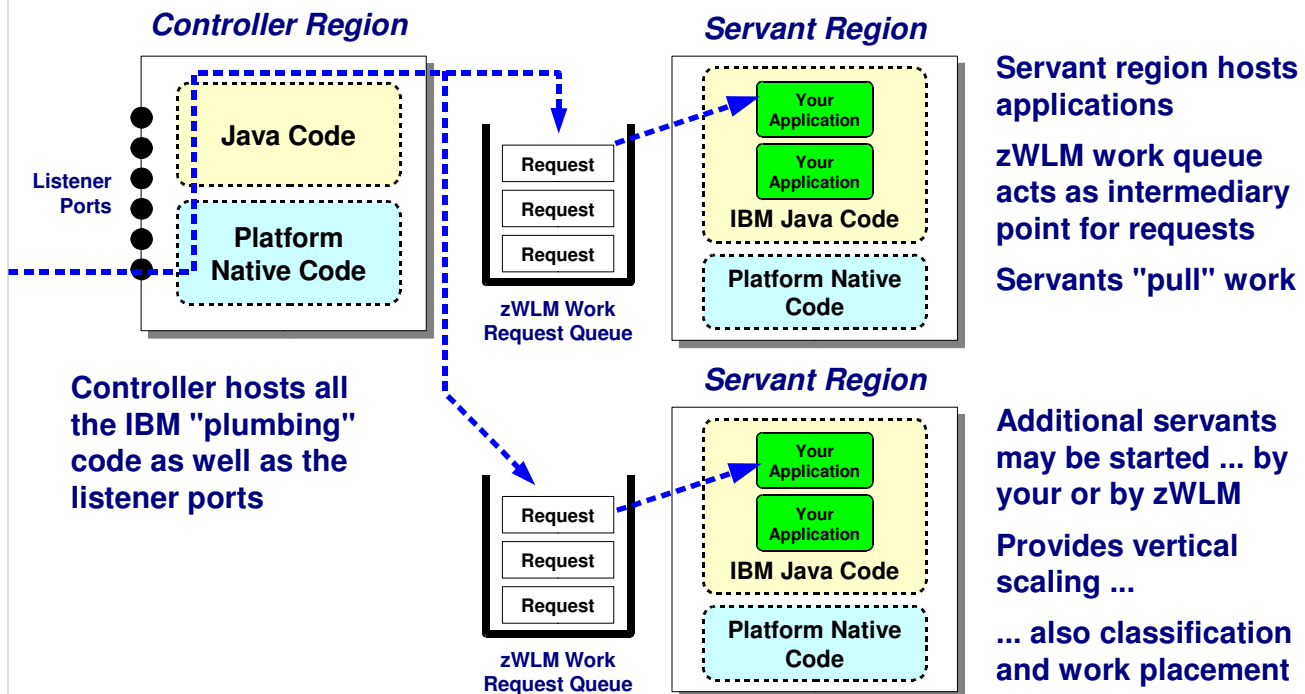 Controller Region
Java Code
Platform
Native Code
Listener
Ports
Controller hosts all
the IBM "plumbing"
code as well as the
listener ports
Request
Request
Request
zWLM Work
Request Queue
Servant Region
Your
Application
Your
Application
IBM Java Code
Platform Native
Code
Servant region hosts
applications
zWLM work queue
acts as intermediary
point for requests
Servants "pull" work
Request
Request
Request
zWLM Work
Request Queue
Servant Region
Your
Application
Your
Application
IBM Java Code
Platform Native
Code
Additional servants
may be started ... by
your or by zWLM
Provides vertical
scaling ...
... also classification
and work placement